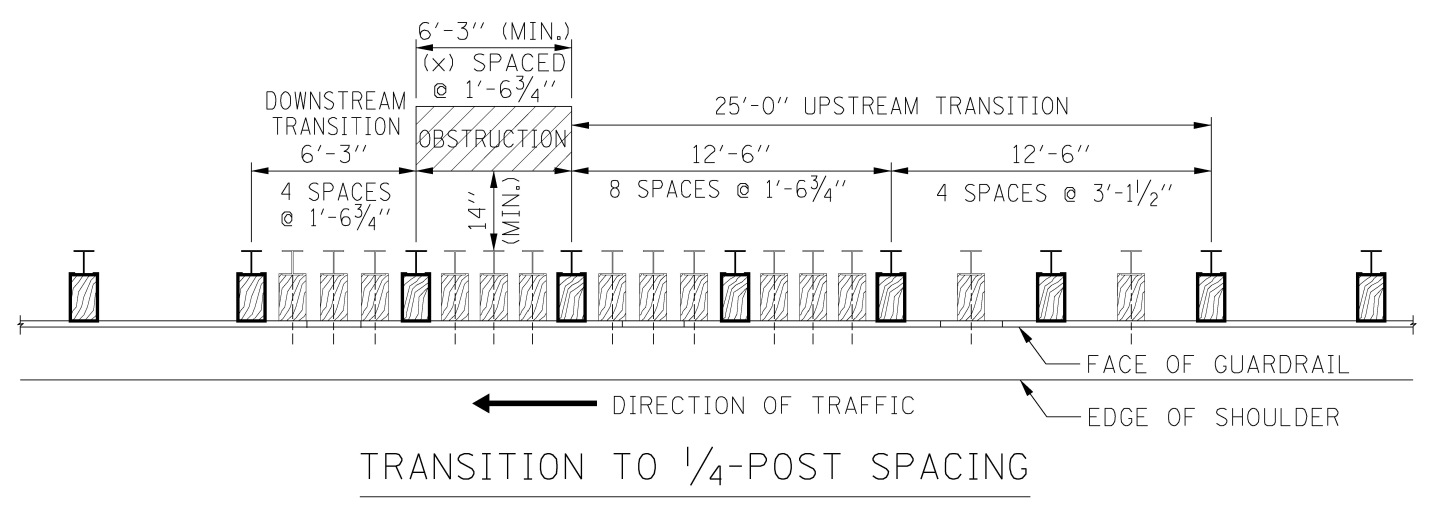 6′-3″ (MIN.)
(x) SPACED
@ 1′-6¾″
DOWNSTREAM
TRANSITION
6′-3″
4 SPACES
@ 1′-6¾″
OBSTRUCTION
14″
(MIN.)
25′-0″ UPSTREAM TRANSITION
12′-6″
8 SPACES @ 1′-6¾″
12′-6″
4 SPACES @ 3′-1½″
FACE OF GUARDRAIL
DIRECTION OF TRAFFIC
EDGE OF SHOULDER
TRANSITION TO ¼-POST SPACING